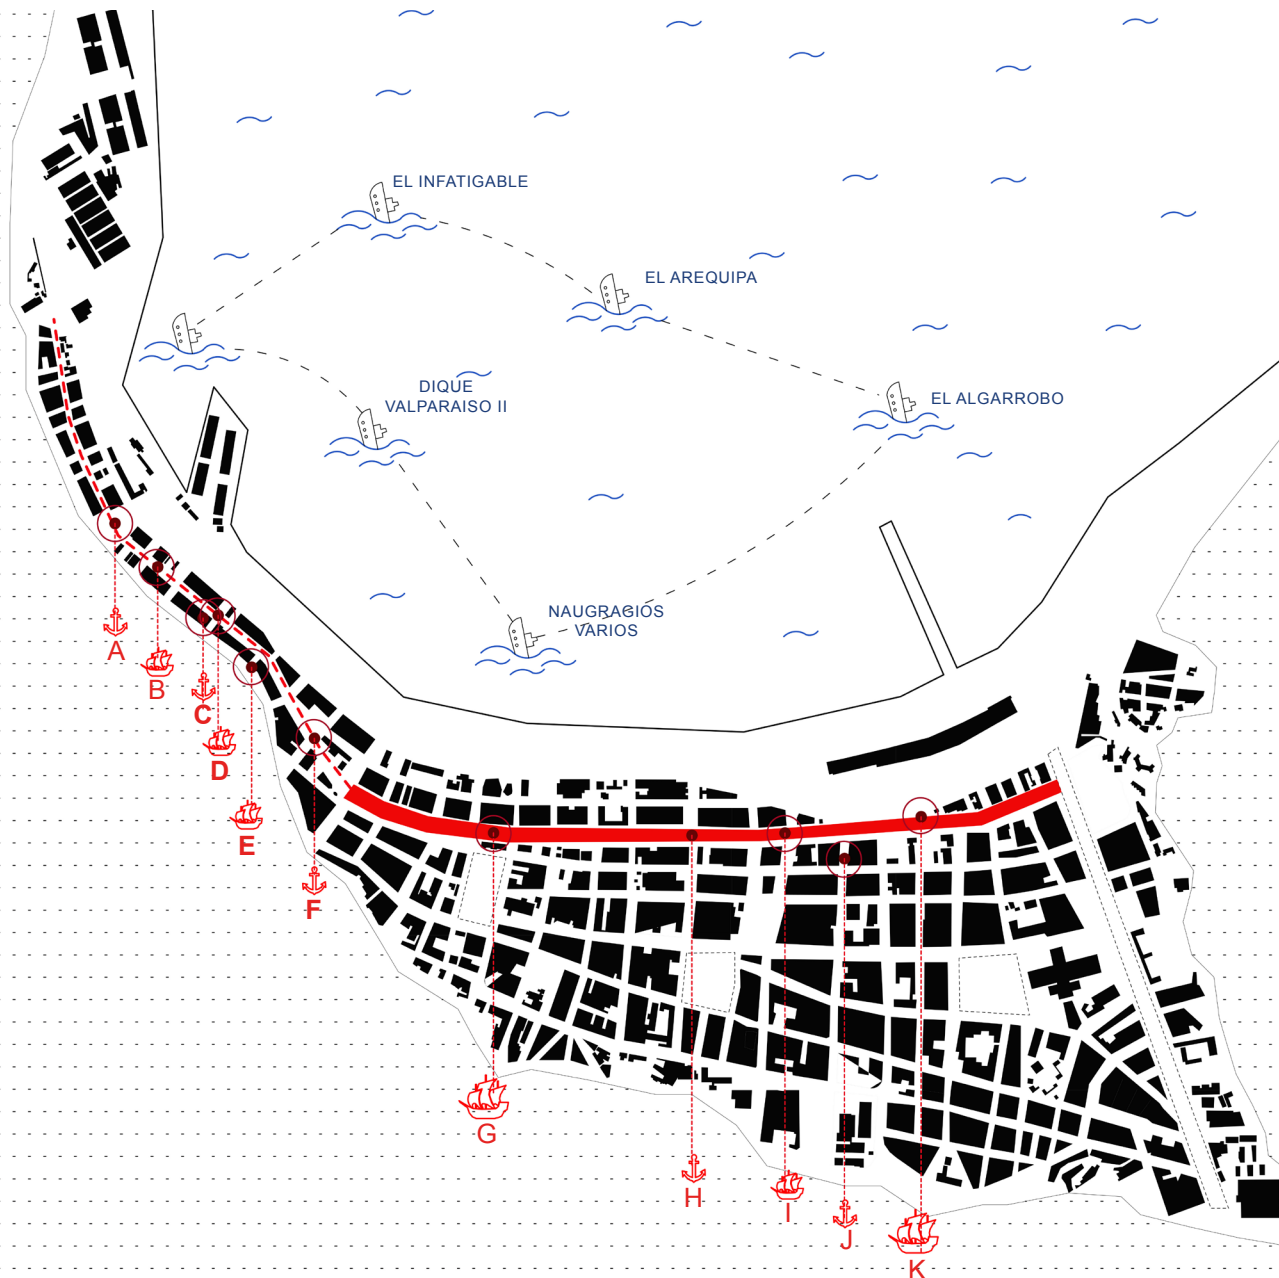 EL INFATIGABLE
EL AREQUIPA
DIQUE
VALPARAISO II
EL ALGARROBO
NAUGRAGIOS
VARIOS
A
B
C
D
E
F
G
H
I
J
K